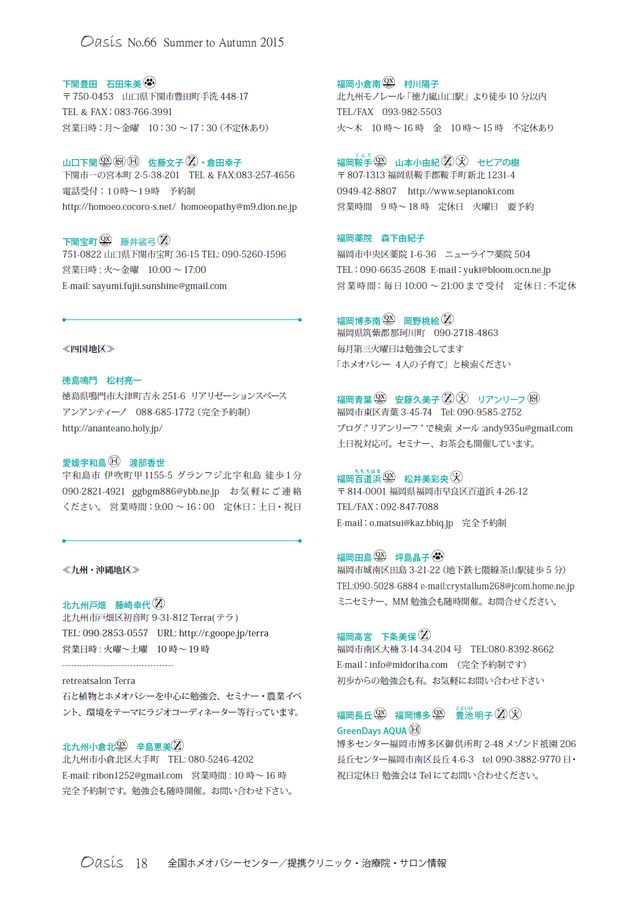 Oasis No.66 Summer to Autumn 2015
下関豊田 石田朱美
〒750-0453 山口県下関市豊田町手洗 448-17
TEL & FAX：083-766-3991
営業日時：月～金曜 10：30 ～ 17：30（不定休あり）
山口下関 佐藤文子・倉田幸子
下関市一の宮本町 2-5-38-201 TEL & FAX:083-257-4656
電話受付：１0時～１9時 予約制
http://homoeo.cocoro-s.net/ homoeopathy@m9.dion.ne.jp
下関宝町 藤井裟弓
751-0822 山口県下関市宝町 36-15 TEL: 090-5260-1596
営業日時 : 火～金曜 10:00 ～ 17:00
E-mail: sayumi.fujii.sunshine@gmail.com
≪四国地区≫
徳島鳴門 松村亮一
徳島県鳴門市大津町吉永 251-6 リアリゼーションスペース
アンアンティーノ 088-685-1772（完全予約制）
http://ananteano.holy.jp/
愛媛宇和島 渡部香世
宇和島市 伊吹町甲 1155-5 グランフジ北宇和島 徒歩１分
090-2821-4921 ggbgm886@ybb.ne.jp お気軽にご連絡
ください。 営業時間：9:00 ～ 16：00 定休日：土日・祝日
≪九州・沖縄地区≫
北九州戸畑 藤崎幸代
北九州市戸畑区初音町 9-31-812 Terra( テラ )
TEL: 090-2853-0557 URL: http://r.goope.jp/terra
営業日時 : 火曜～土曜 10 時～ 19 時
--------------------------------------
retreatsalon Terra
石と植物とホメオパシーを中心に勉強会、セミナー・農業イベ
ント、環境をテーマにラジオコーディネーター等行っています。
北九州小倉北 辛島恵美
北九州市小倉北区大手町 TEL: 080-5246-4202
E-mail: ribon1252@gmail.com 営業時間 : 10 時～ 16 時
完全予約制です。勉強会も随時開催。お問い合わせ下さい。
福岡小倉南 村川陽子
北九州モノレール「徳力嵐山口駅」より徒歩 10 分以内
TEL/FAX 093-982-5503
火～木 10 時～ 16 時 金 10 時～ 15 時 不定休あり
福岡鞍手 山本小由紀 セピアの樹
〒807-1313 福岡県鞍手郡鞍手町新北 1231-4
0949-42-8807 http://www.sepianoki.com
営業時間 9 時～ 18 時 定休日 火曜日 要予約
福岡薬院 森下由紀子
福岡市中央区薬院 1-6-36 ニューライフ薬院 504
TEL：090-6635-2608 E-mail：yuki@bloom.ocn.ne.jp
営業時間；毎日 10:00 ～ 21:00 まで受付 定休日：不定休
福岡博多南 岡野桃絵
福岡県筑紫郡那珂川町 090-2718-4863
毎月第三火曜日は勉強会してます
「ホメオパシー 4人の子育て」と検索ください
福岡青葉 安藤久美子 リアンリーフ
福岡市東区青葉 3-45-74 Tel: 090-9585-2752
ブログ :" リアンリーフ " で検索 メール :andy935u@gmail.com
土日祝対応可。セミナー、お茶会も開催しています。
福岡百道浜 松井美彩央
〒814-0001 福岡県福岡市早良区百道浜 4-26-12
TEL/FAX：092-847-7088
E-mail：o.matsui@kaz.bbiq.jp 完全予約制
福岡田島 坪島晶子
福岡市城南区田島 3-21-22（地下鉄七隈線茶山駅徒歩 5 分）
TEL:090-5028-6884 e-mail:crystallum268@jcom.home.ne.jp
ミニセミナー、MM 勉強会も随時開催。お問合せください。
福岡高宮 下条美保
福岡市南区大楠 3-14-34-204 号 TEL:080-8392-8662
E-mail：info@midoriha.com （完全予約制です）
初歩からの勉強会も有。お気軽にお問い合わせ下さい
福岡長丘 福岡博多 豊池明子
GreenDays AQUA
博多センター福岡市博多区御供所町 2-48 メゾンド祇園 206
長丘センター福岡市南区長丘 4-6-3 tel 090-3882-9770 日・
祝日定休日 勉強会は Tel にてお問い合わせください。
Oasis 18 全国ホメオパシーセンター／提携クリニック・治療院・サロン情報